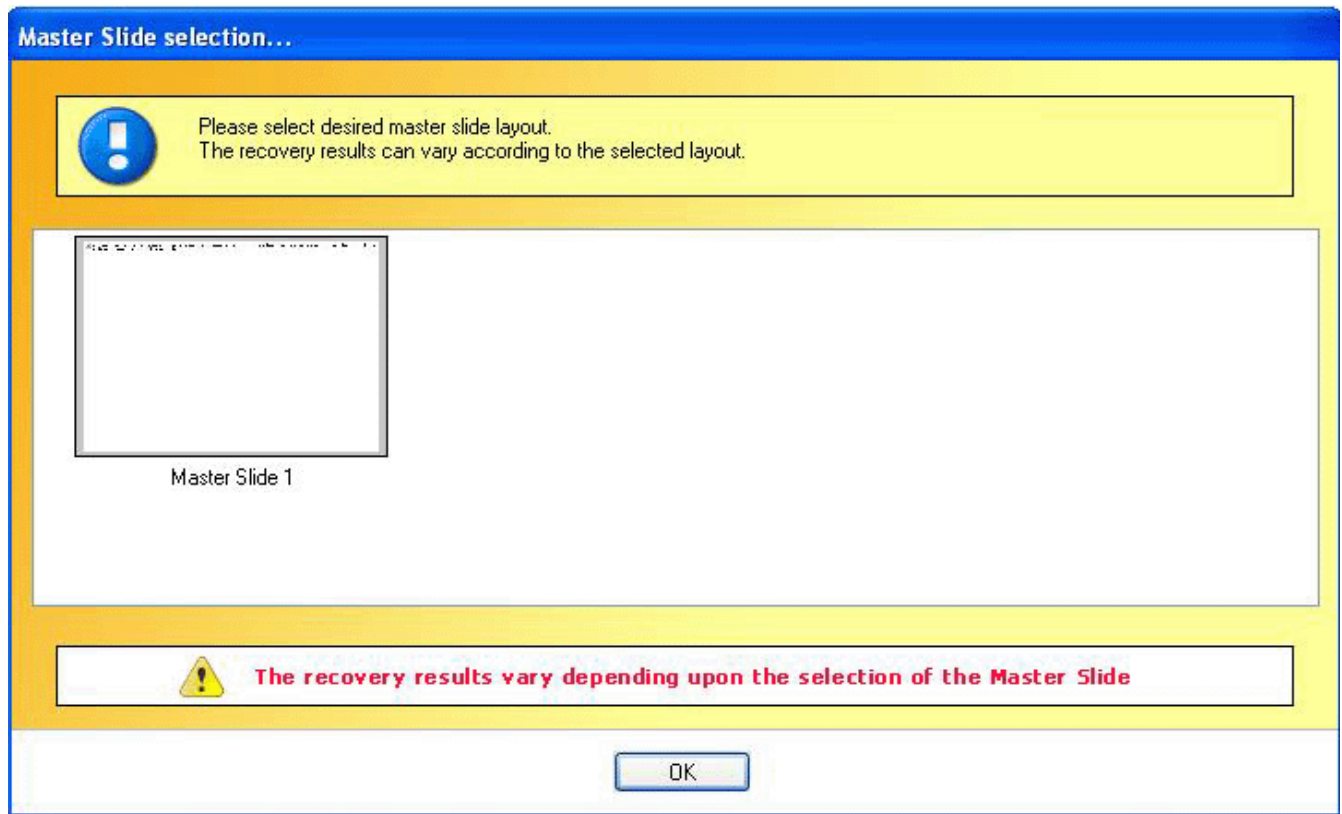 Master Slide selection...
Please select desired master slide layout.
The recovery results can vary according to the selected layout.
Master Slide 1
The recovery results vary depending upon the selection of the Master Slide
OK